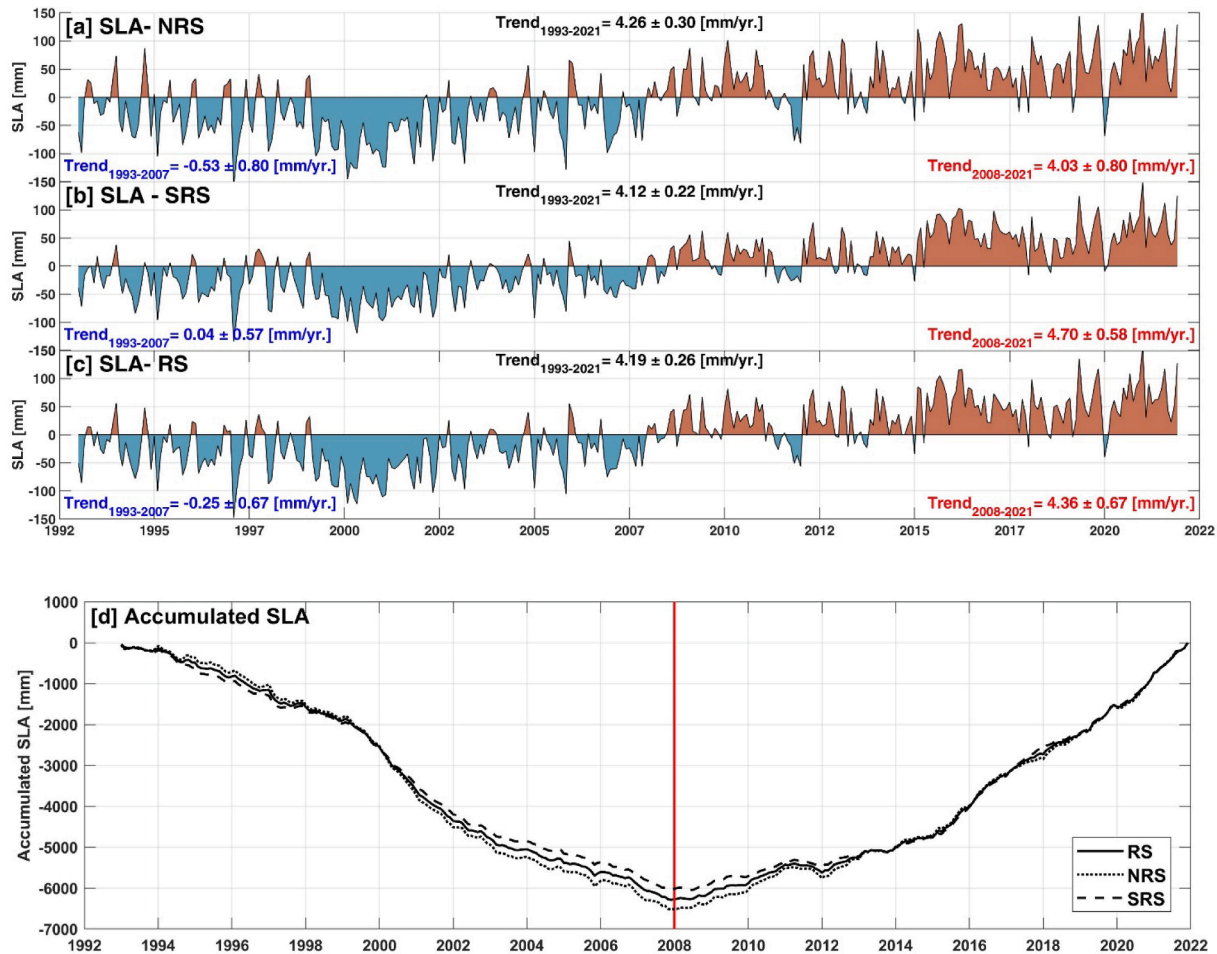 [a] SLA- NRS
Trend1993-2021= 4.26 ± 0.30 [mm/yr.]
SLA [mm]
150
100
50
0
-50
-100
-150
Trend1993-2007= -0.53 ± 0.80 [mm/yr.]
Trend2008-2021= 4.03 ± 0.80 [mm/yr.]
[b] SLA - SRS
Trend1993-2021= 4.12 ± 0.22 [mm/yr.]
SLA [mm]
100
50
0
-50
-100
-150
Trend1993-2007= 0.04 ± 0.57 [mm/yr.]
Trend2008-2021= 4.70 ± 0.58 [mm/yr.]
[c] SLA- RS
Trend1993-2021= 4.19 ± 0.26 [mm/yr.]
SLA [mm]
100
50
0
-50
-100
-150
Trend1993-2007= -0.25 ± 0.67 [mm/yr.]
Trend2008-2021= 4.36 ± 0.67 [mm/yr.]
1992 1995 1997 2000 2002 2005 2007 2010 2012 2015 2017 2020 2022
[d] Accumulated SLA
Accumulated SLA [mm]
1000
0
-1000
-2000
-3000
-4000
-5000
-6000
-7000
RS
NRS
SRS
1992 1994 1996 1998 2000 2002 2004 2006 2008 2010 2012 2014 2016 2018 2020 2022